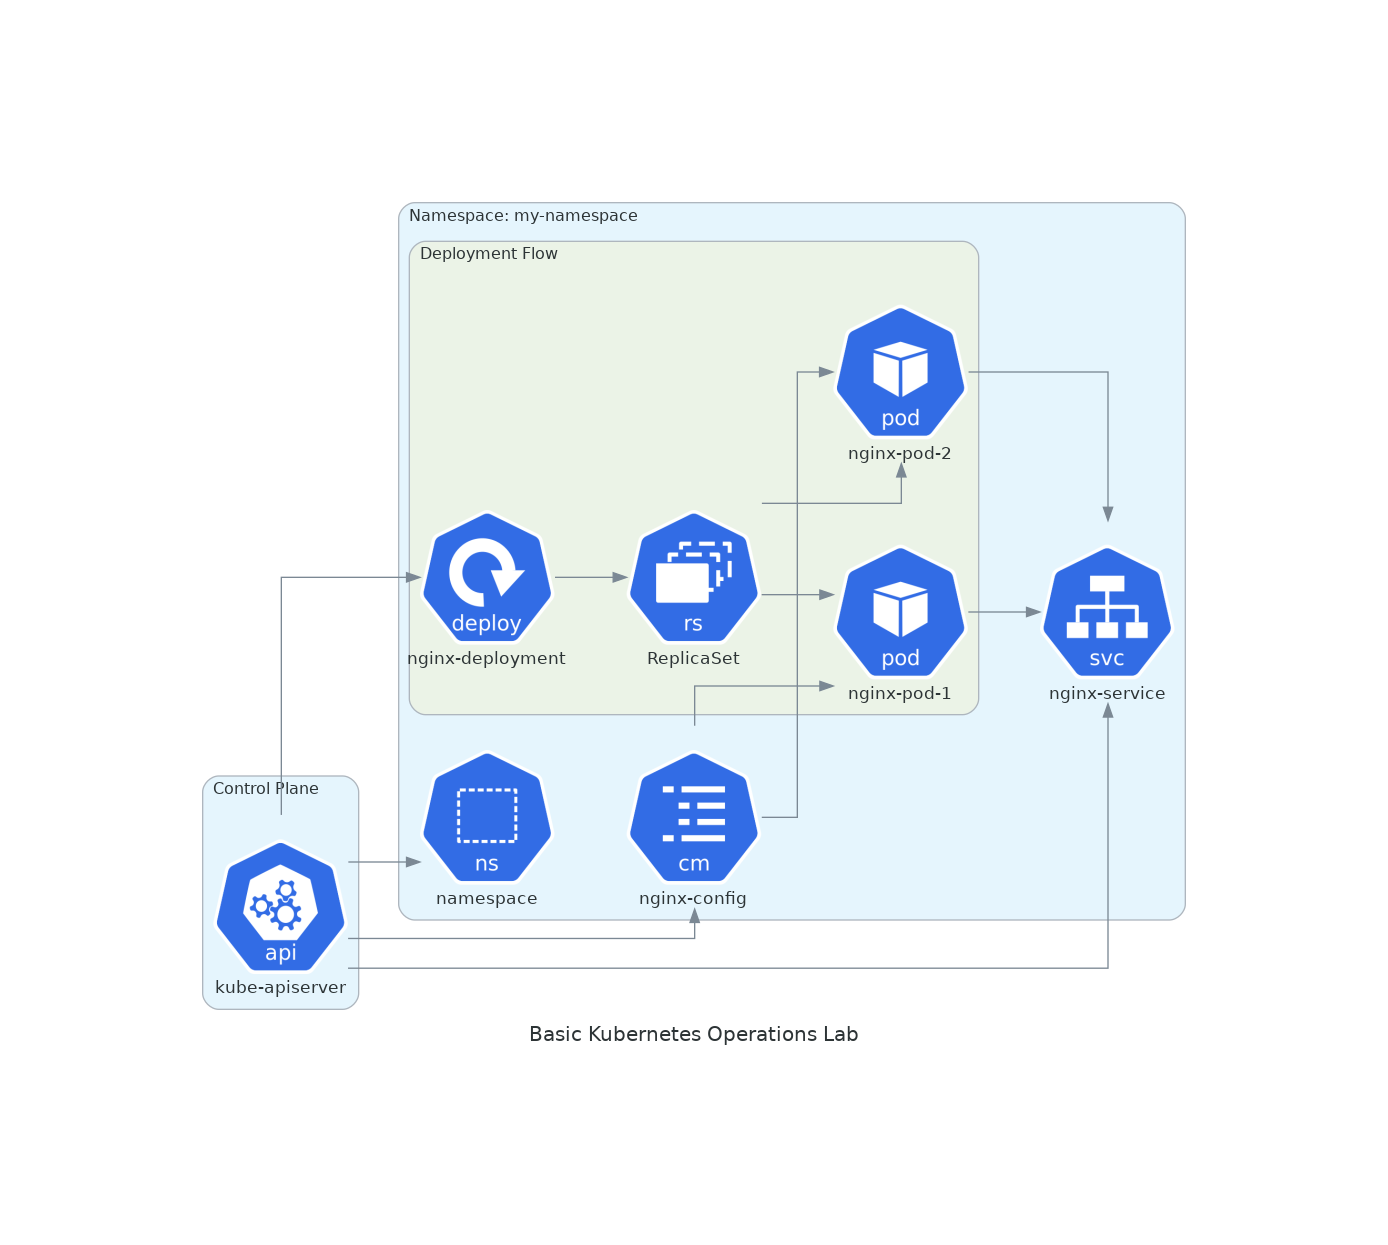 Namespace: my-namespace
Deployment Flow
pod
nginx-pod-2
deploy
nginx-deployment
rs
ReplicaSet
pod
nginx-pod-1
svc
nginx-service
Control Plane
ns
namespace
cm
nginx-config
api
kube-apiserver
Basic Kubernetes Operations Lab